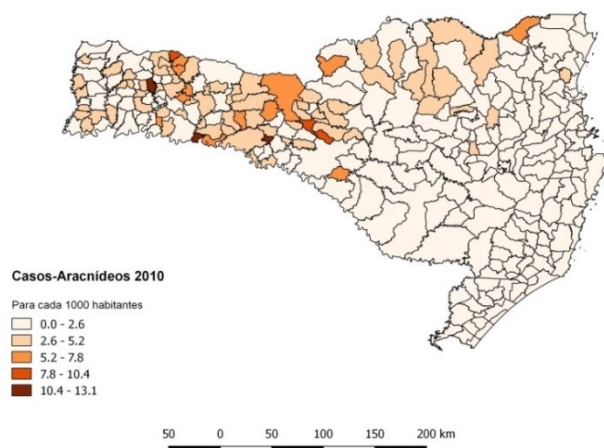 Casos-Aracnídeos 2010
Para cada 1000 habitantes
0.0 - 2.6
2.6 - 5.2
5.2 - 7.8
7.8 - 10.4
10.4 - 13.1
50 0 50 100 150 200 km